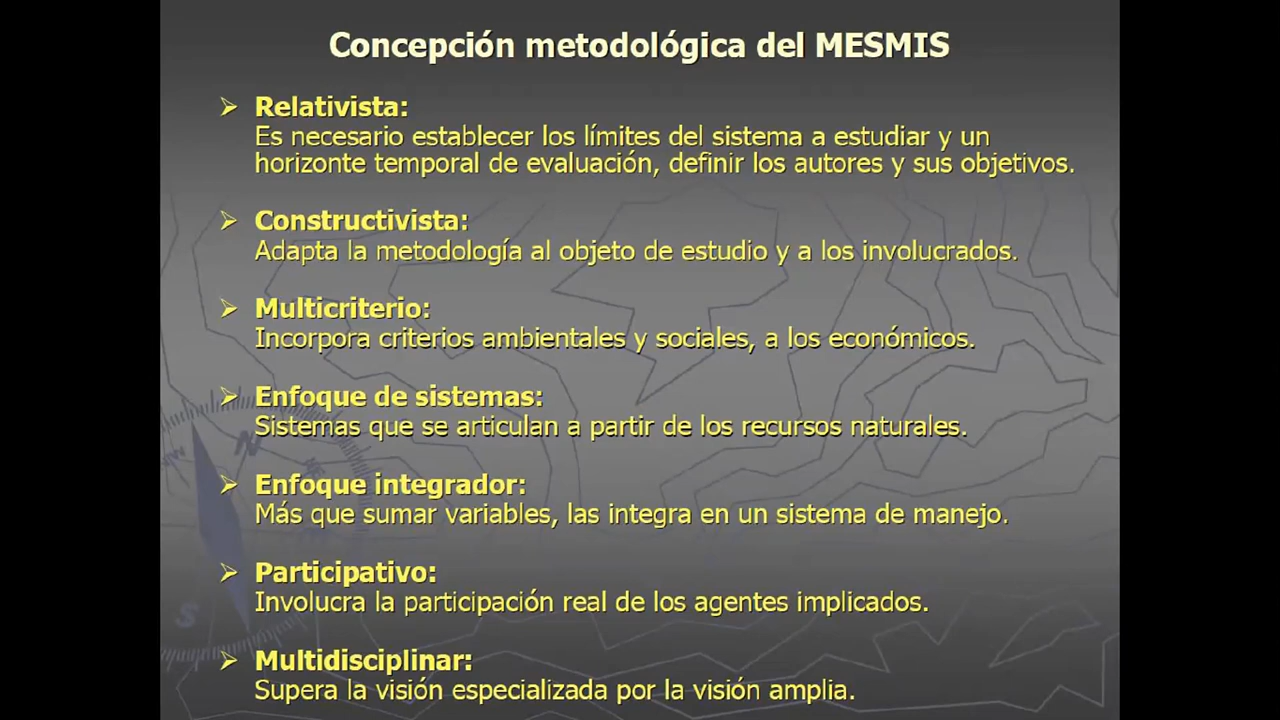 Concepción metodológica del MESMIS
Relativista:
Es necesario establecer los límites del sistema a estudiar y un
horizonte temporal de evaluación, definir los autores y sus objetivos.
Constructivista:
Adapta la metodología al objeto de estudio y a los involucrados.
Multicriterio:
Incorpora criterios ambientales y sociales, a los económicos.
Enfoque de sistemas:
Sistemas que se articulan a partir de los recursos naturales.
N
Enfoque integrador:
Más que sumar variables, las integra en un sistema de manejo.
Participativo:
Involucra la participación real de los agentes implicados.
S
Multidisciplinar:
Supera la visión especializada por la visión amplia.